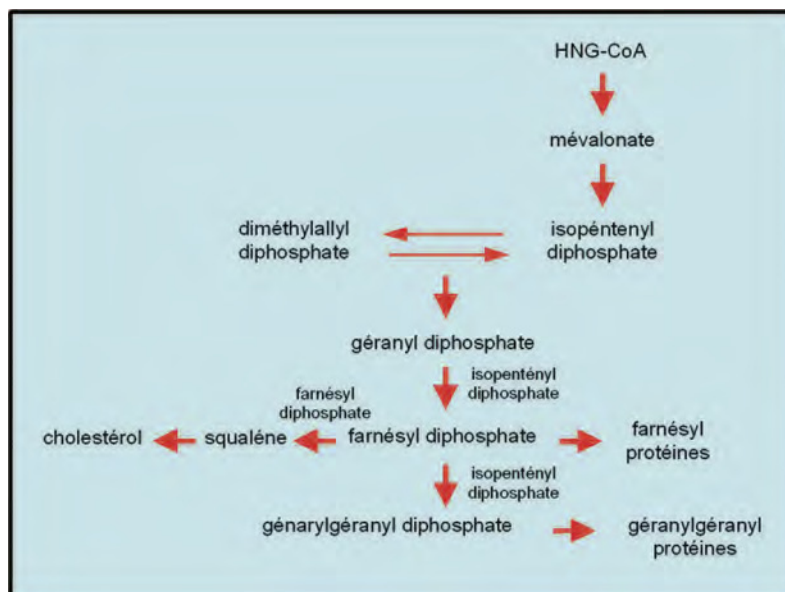 HNG-CoA
mévalonate
diméthylallyl
diphosphate
isopéntenyl
diphosphate
géranyl diphosphate
isopentényl
diphosphate
farnésyl
diphosphate
cholestérol
squaléne
farnésyl diphosphate
farnésyl
protéines
isopentényl
diphosphate
génarylgéranyl diphosphate
géranylgéranyl
protéines